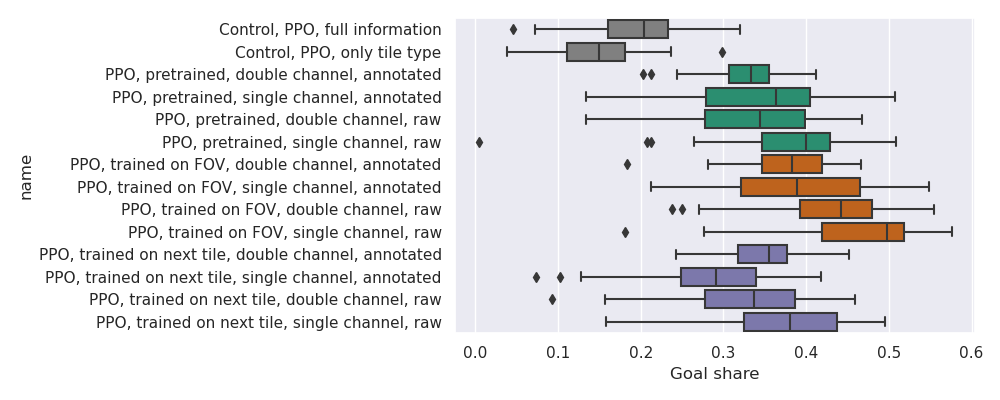 Control, PPO, full information
Control, PPO, only tile type
PPO, pretrained, double channel, annotated
PPO, pretrained, single channel, annotated
PPO, pretrained, double channel, raw
PPO, pretrained, single channel, raw
PPO, trained on FOV, double channel, annotated
PPO, trained on FOV, single channel, annotated
PPO, trained on FOV, double channel, raw
PPO, trained on FOV, single channel, raw
PPO, trained on next tile, double channel, annotated
PPO, trained on next tile, single channel, annotated
PPO, trained on next tile, double channel, raw
PPO, trained on next tile, single channel, raw
name
0.0 0.1 0.2 0.3 0.4 0.5 0.6
Goal share